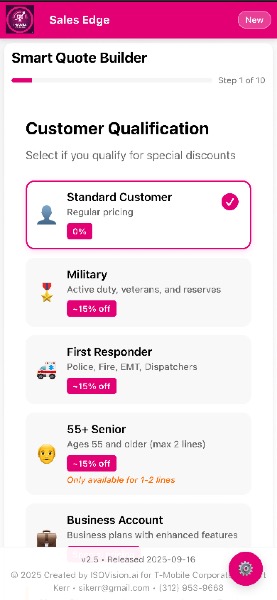 Sales Edge
New
Smart Quote Builder
Step 1 of 10
Customer Qualification
Select if you qualify for special discounts
Standard Customer
Regular pricing
0%
Military
Active duty, veterans, and reserves
~15% off
First Responder
Police, Fire, EMT, Dispatchers
~15% off
55+ Senior
Ages 55 and older (max 2 lines)
~15% off
Only available for 1-2 lines
Business Account
Business plans with enhanced features
v2.5 • Released 2025-09-16
© 2025 Created by ISOVision.ai for T-Mobile Corporate
Kerr • sikerr@gmail.com • (312) 953-9668